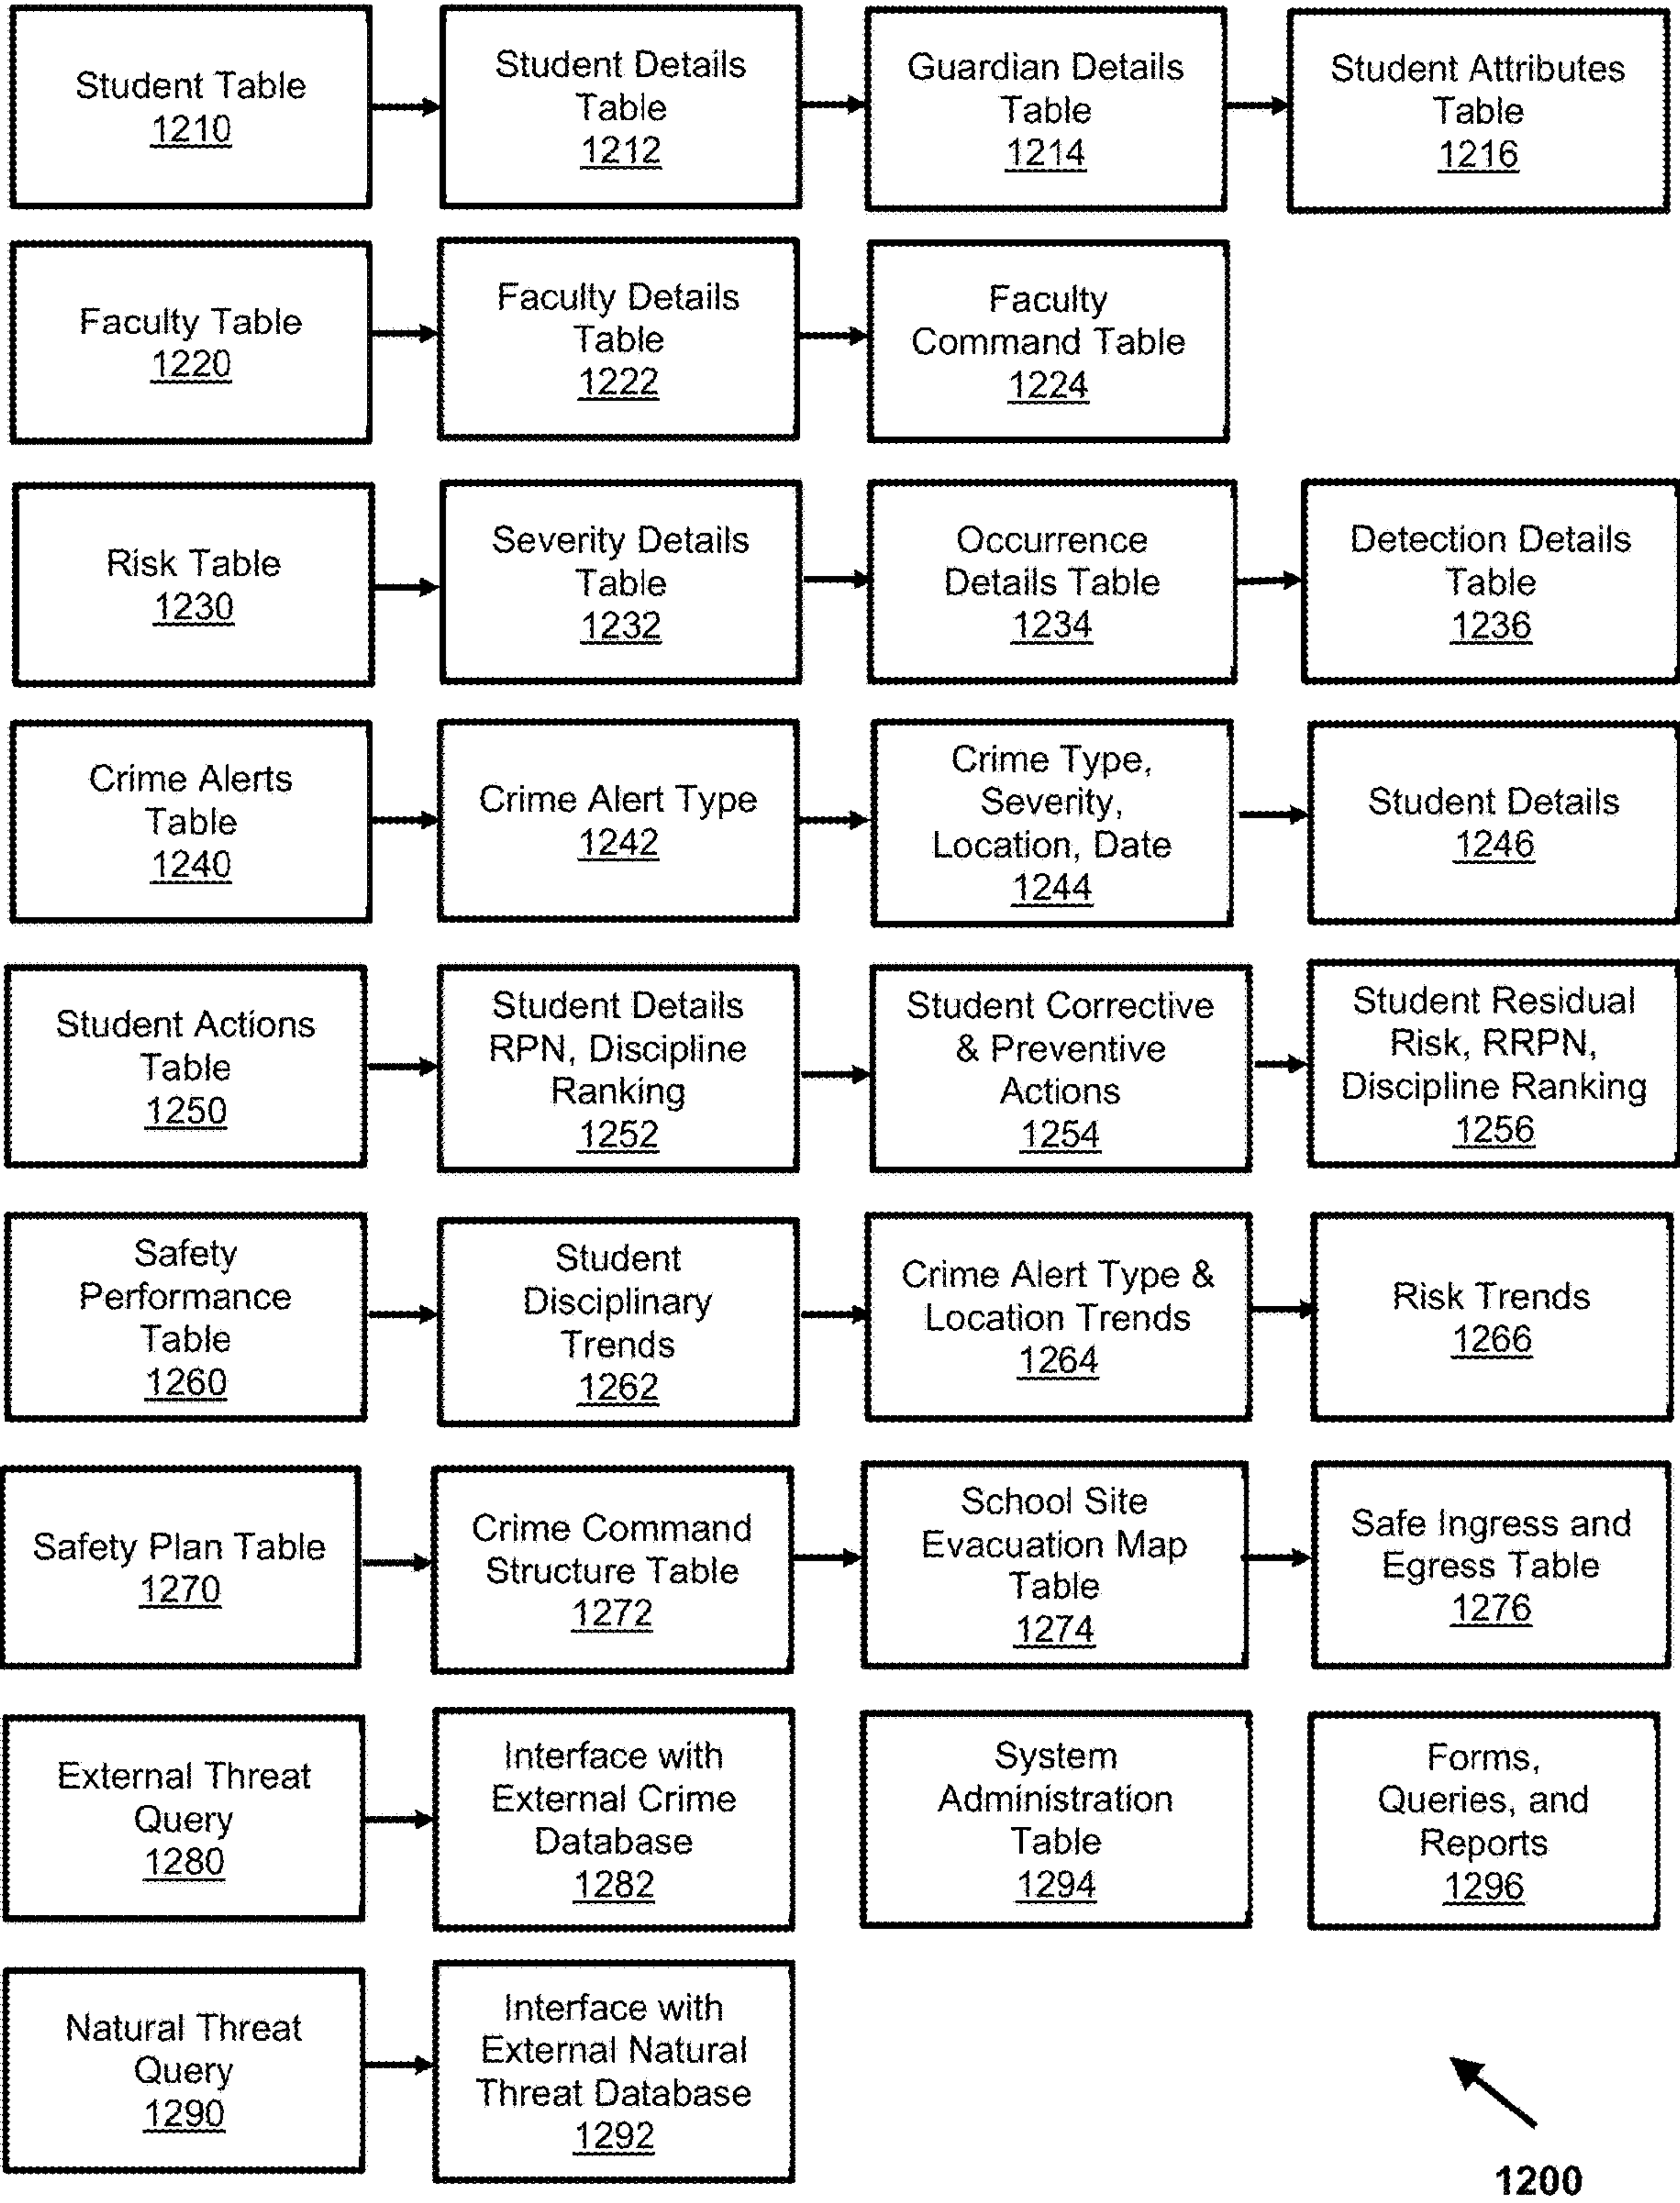 Student Table
1210
Student Details
Table
1212
Guardian Details
Table
1214
Student Attributes
Table
1216
Faculty Table
1220
Faculty Details
Table
1222
Faculty
Command Table
1224
Risk Table
1230
Severity Details
Table
1232
Occurrence
Details Table
1234
Detection Details
Table
1236
Crime Alerts
Table
1240
Crime Alert Type
1242
Crime Type,
Severity,
Location, Date
1244
Student Details
1246
Student Actions
Table
1250
Student Details
RPN, Discipline
Ranking
1252
Student Corrective
& Preventive
Actions
1254
Student Residual
Risk, RRPN,
Discipline Ranking
1256
Safety
Performance
Table
1260
Student
Disciplinary
Trends
1262
Crime Alert Type &
Location Trends
1264
Risk Trends
1266
Safety Plan Table
1270
Crime Command
Structure Table
1272
School Site
Evacuation Map
Table
1274
Safe Ingress and
Egress Table
1276
External Threat
Query
1280
Interface with
External Crime
Database
1282
System
Administration
Table
1294
Forms,
Queries, and
Reports
1296
Natural Threat
Query
1290
Interface with
External Natural
Threat Database
1292
1200